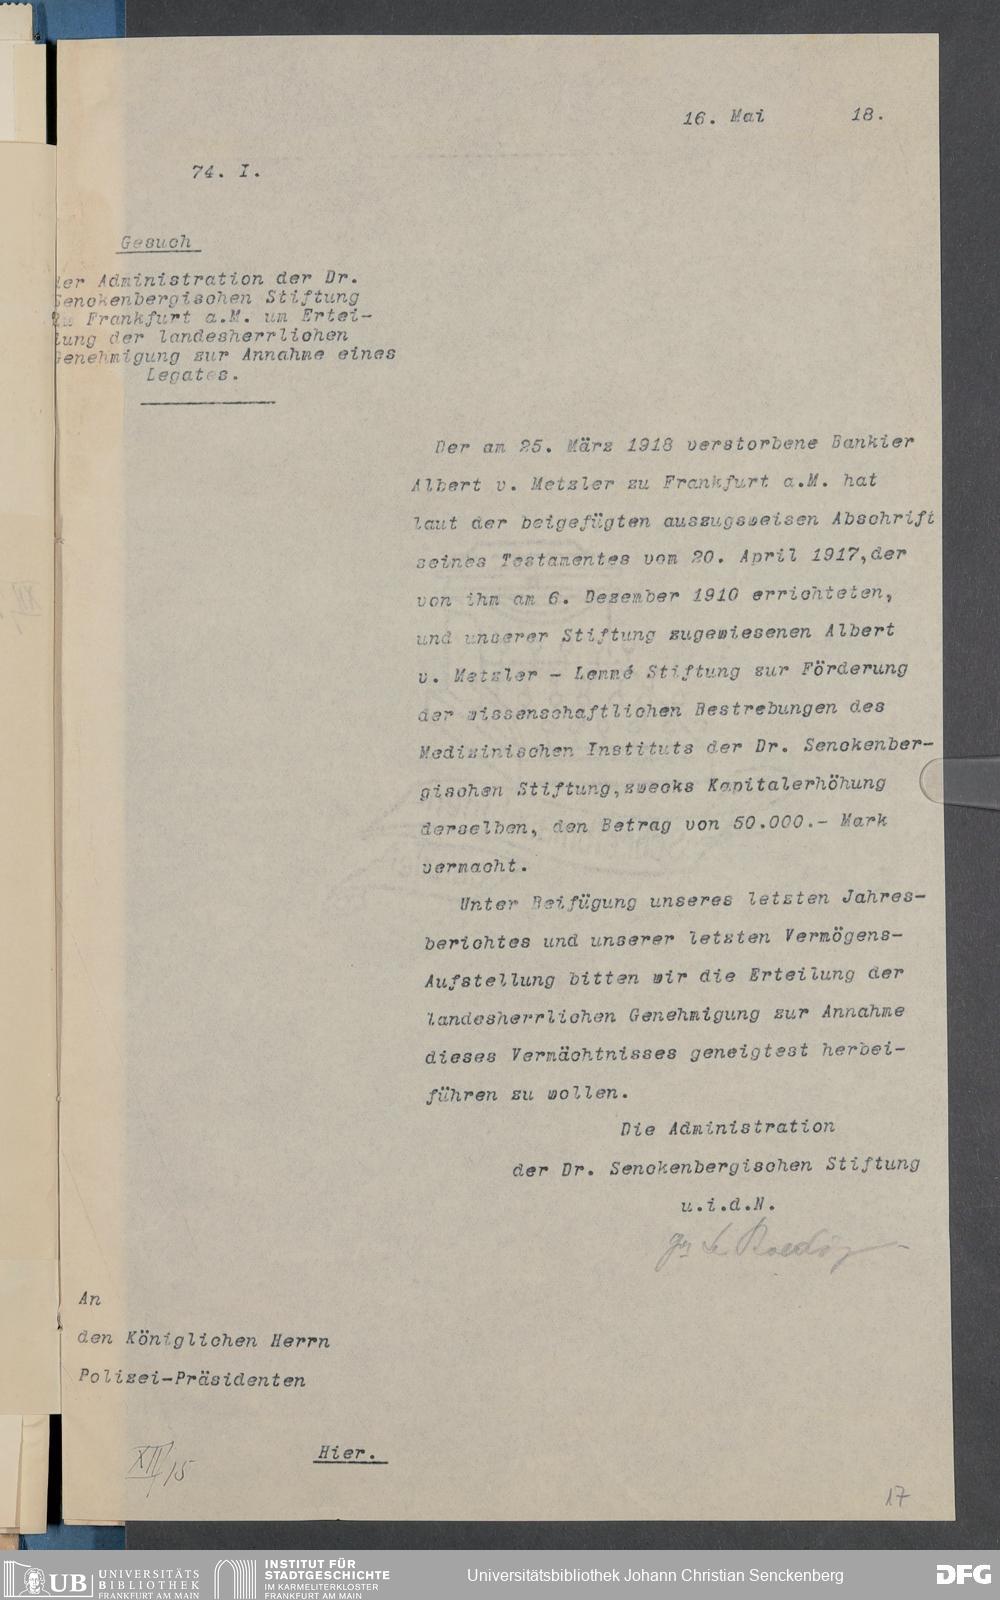 16. Mai 18.
74. I.
Gesuch
der Administration der Dr.
Senckenbergischen Stiftung
zu Frankfurt a.M. um Ertei-
lung der landesherrlichen
Genehmigung zur Annahme eines
Legates.
Der am 25. März 1918 verstorbene Bankier
Albert v. Metzler zu Frankfurt a.M. hat
laut der beigefügten auszugsweisen Abschrift
seines Testamentes vom 20. April 1917, der
von ihm am 6. Dezember 1910 errichteten,
und unserer Stiftung zugewiesenen Albert
v. Metzler - Lemmé Stiftung zur Förderung
der wissenschaftlichen Bestrebungen des
Medizinischen Instituts der Dr. Senckenber-
gischen Stiftung, zwecks Kapitalerhöhung
derselben, den Betrag von 50.000.- Mark
vermacht.
Unter Beifügung unseres letzten Jahres-
berichtes und unserer letzten Vermögens-
Aufstellung bitten wir die Erteilung der
landesherrlichen Genehmigung zur Annahme
dieses Vermächtnisses geneigtest herbei-
führen zu wollen.
Die Administration
der Dr. Senckenbergischen Stiftung
u.i.d.N.
Roediger
An
den Königlichen Herrn
Polizei-Präsidenten
Hier.
XII/15
17
UB UNIVERSITÄTS
BIBLIOTHEK
FRANKFURT AM MAIN
INSTITUT FÜR
STADTGESCHICHTE
IM KARMELITERKLOSTER
FRANKFURT AM MAIN
Universitätsbibliothek Johann Christian Senckenberg
DFG